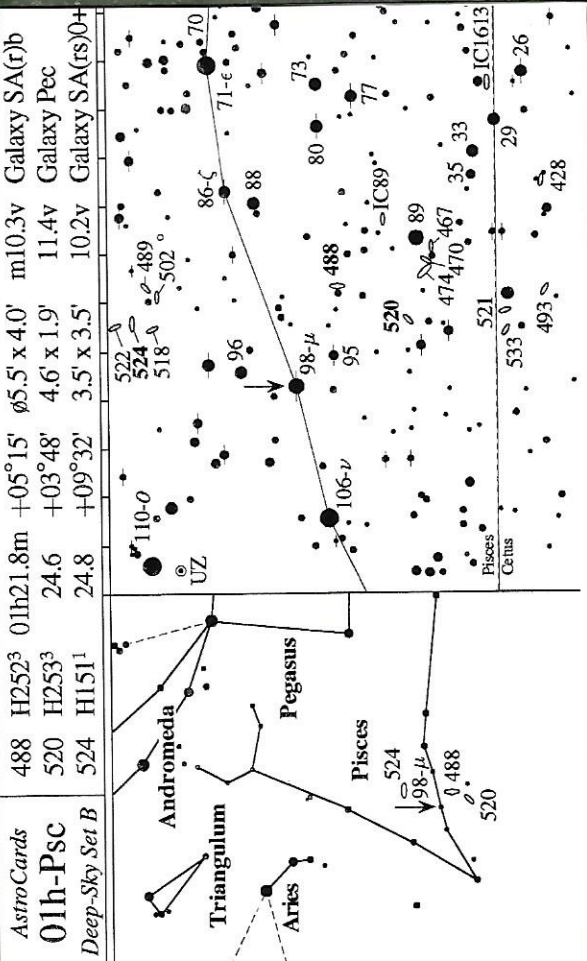 AstroCards
01h-Psc
Deep-Sky Set B
488 H252³ 01h21.8m +05°15' ø5.5' x 4.0' m10.3v Galaxy SA(r)b
520 H253³ 24.6 +03°48' 4.6' x 1.9' 11.4v Galaxy Pec
524 H151¹ 24.8 +09°32' 3.5' x 3.5' 10.2v Galaxy SA(rs)0+
Andromeda
Triangulum
Pegasus
Aries
Pisces
524
98-μ
488
520
110-ο
UZ
522
524
518
489
502
96
98-μ
95
106-ν
488
520
86-ζ
88
71-ε
70
73
77
80
IC89
89
467
470
474
35
33
IC1613
521
533
493
29
26
428
Pisces
Cetus